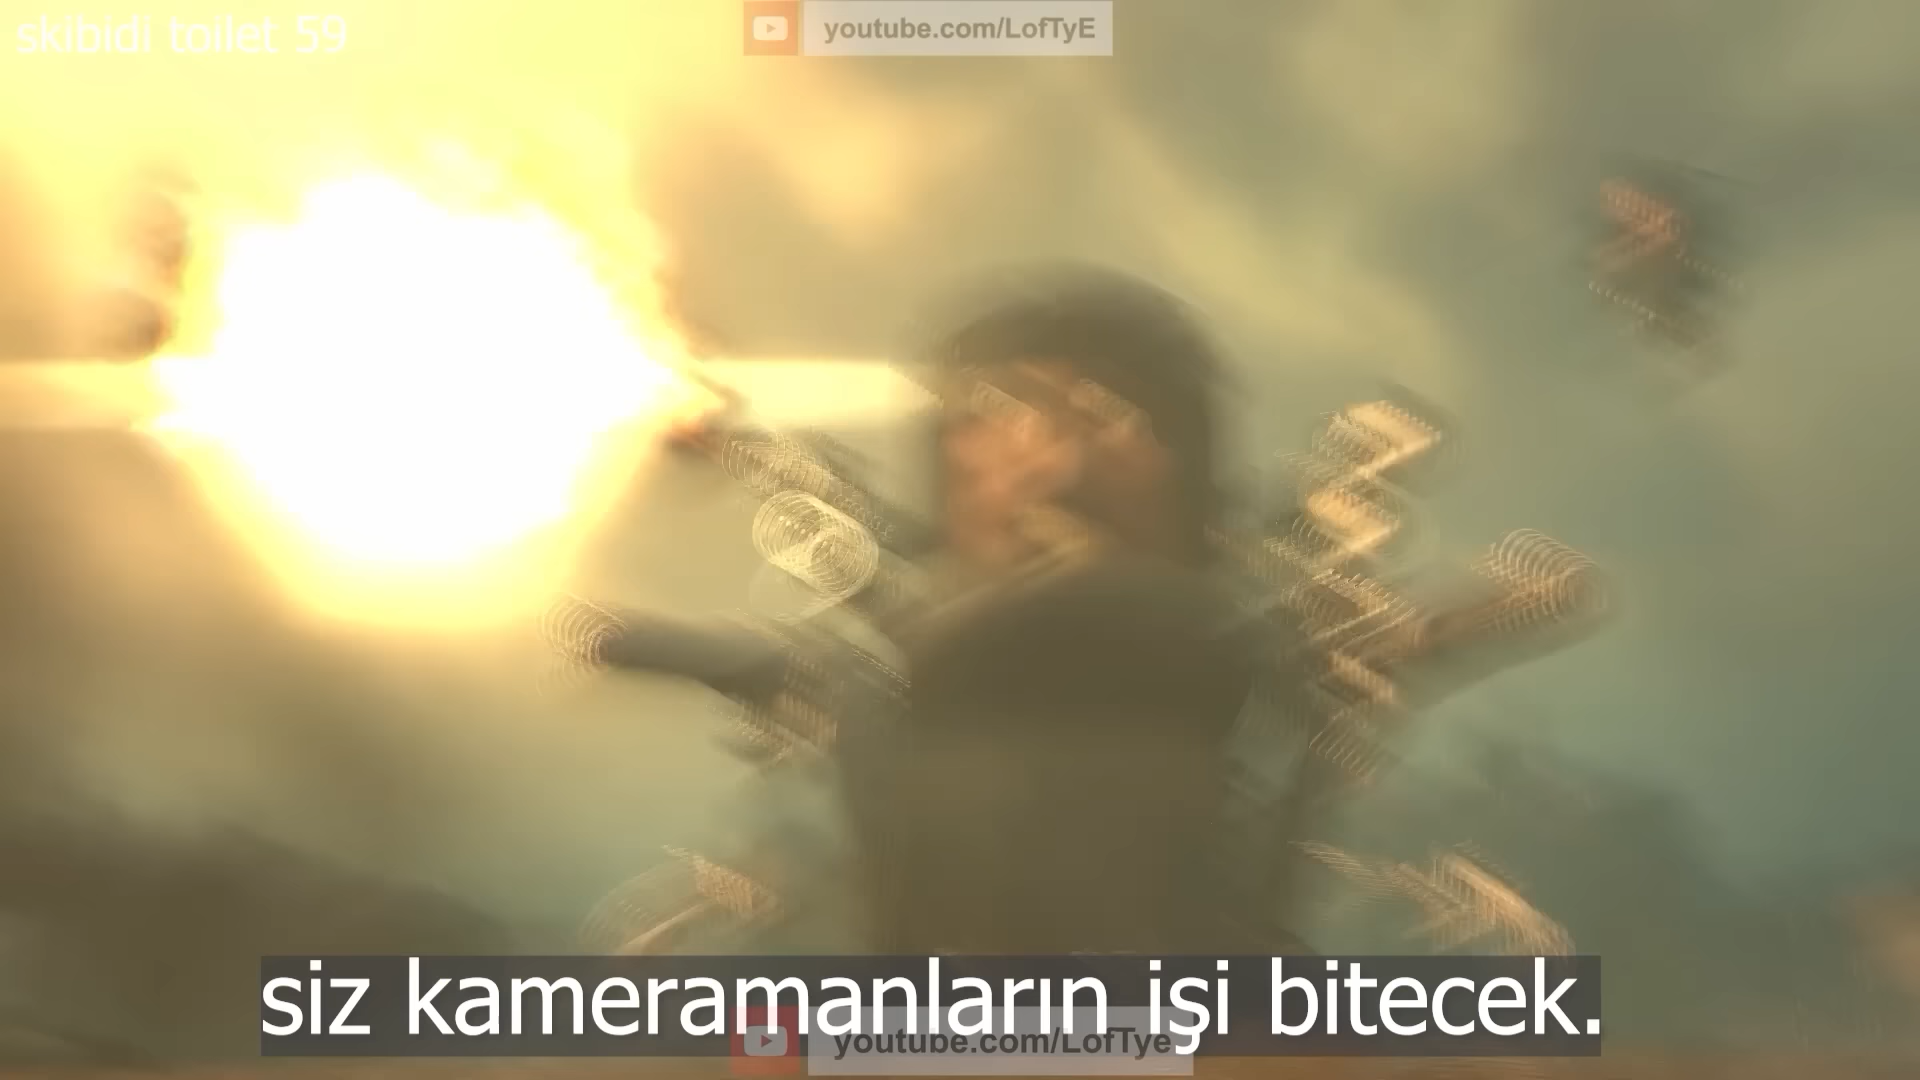 skibidi toilet 59
youtube.com/LofTyE
siz kameramanların işi bitecek.
youtube.com/LofTye